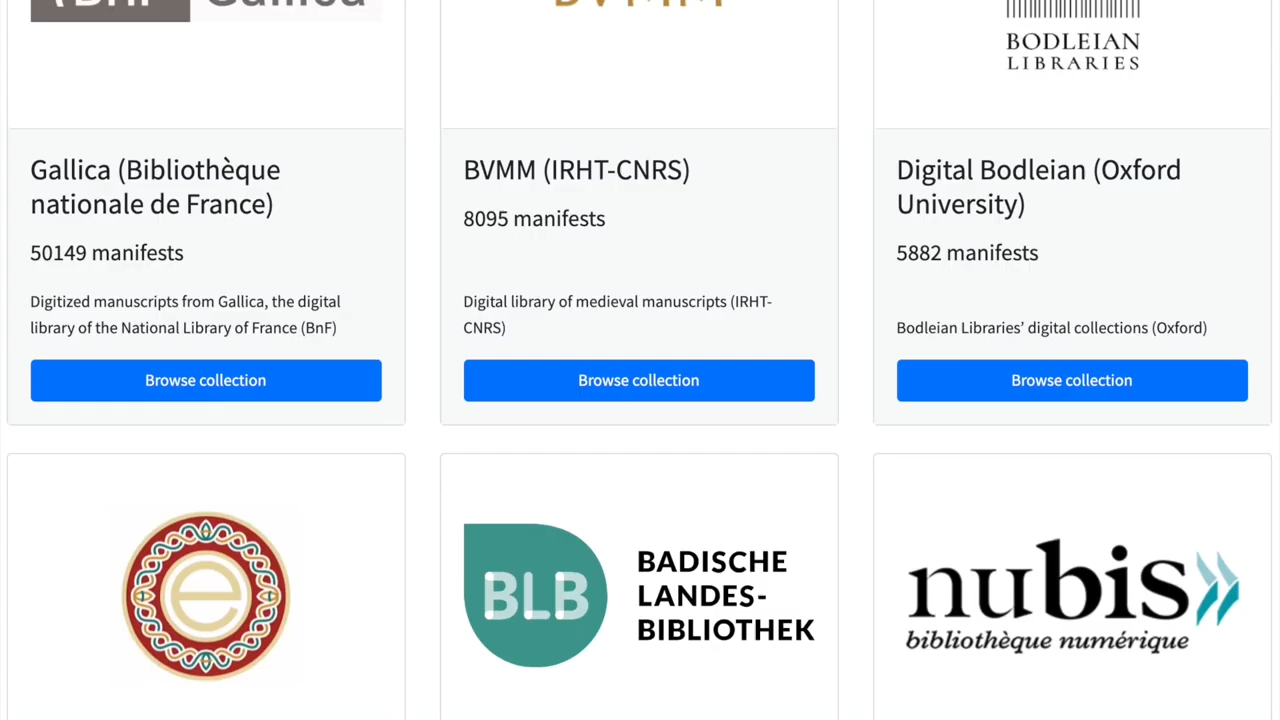 BnF Gallica
BVMM
BODLEIAN
LIBRARIES
Gallica (Bibliothèque
nationale de France)
50149 manifests
Digitized manuscripts from Gallica, the digital
library of the National Library of France (BnF)
Browse collection
BVMM (IRHT-CNRS)
8095 manifests
Digital library of medieval manuscripts (IRHT-
CNRS)
Browse collection
Digital Bodleian (Oxford
University)
5882 manifests
Bodleian Libraries’ digital collections (Oxford)
Browse collection
e
BLB
BADISCHE
LANDES-
BIBLIOTHEK
nubis
bibliothèque numérique